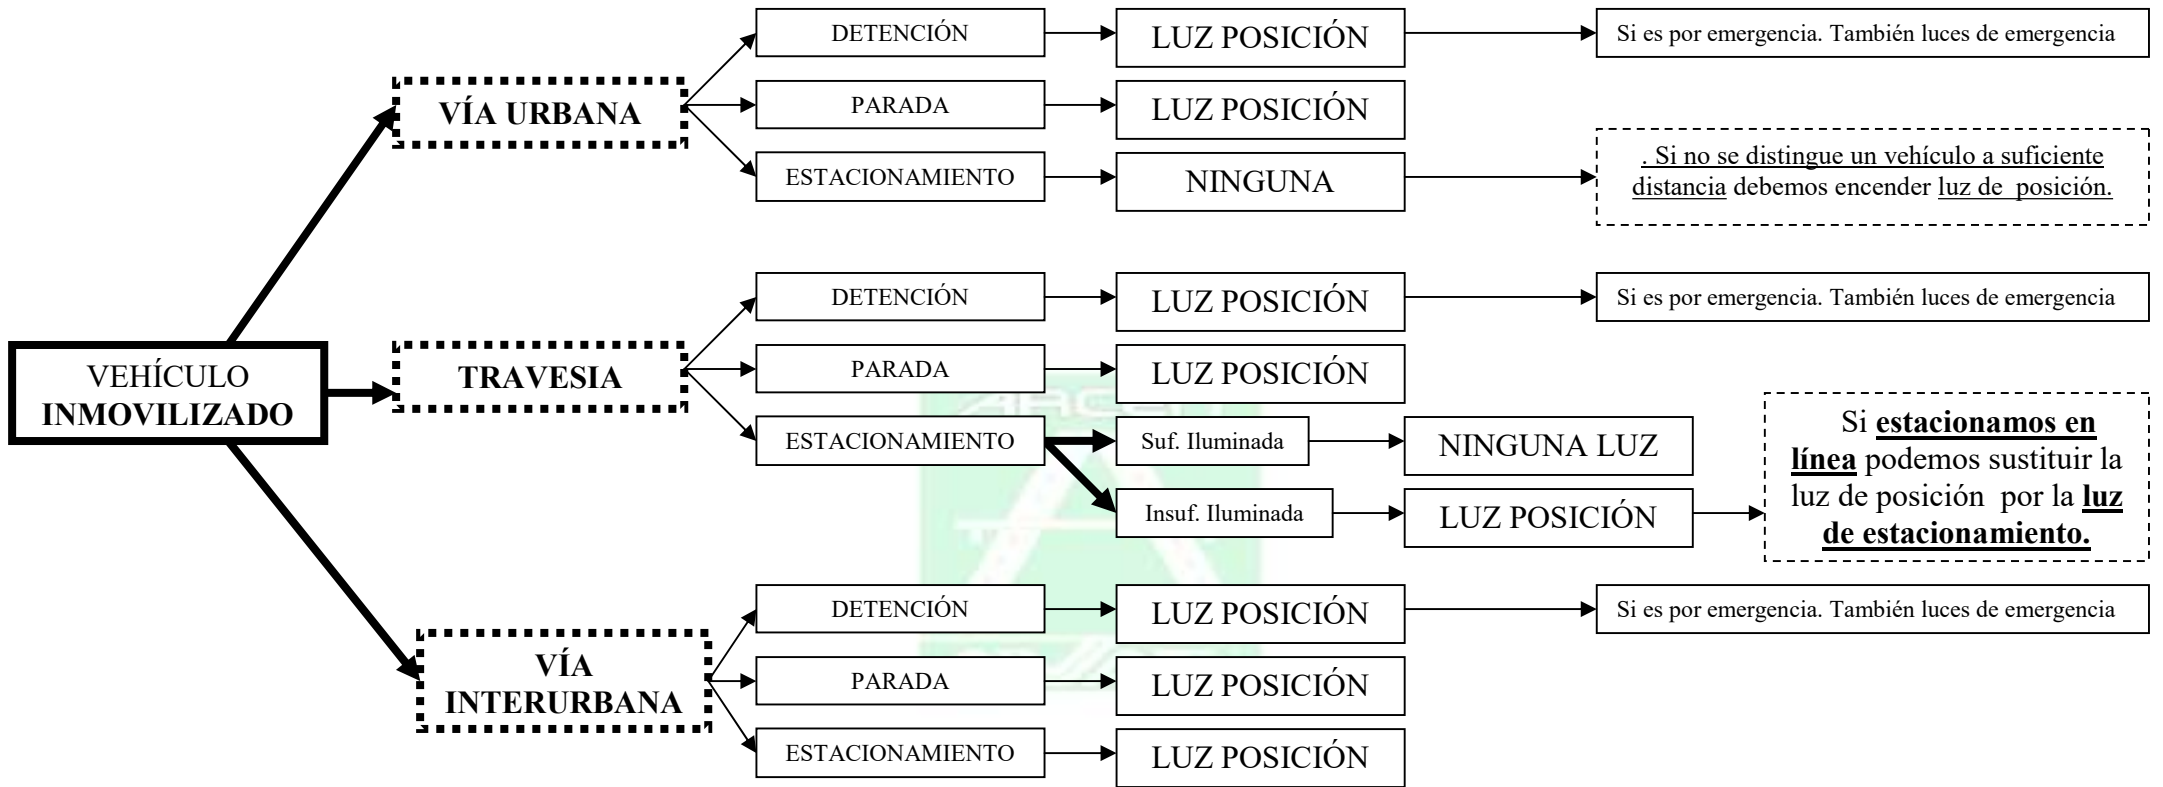 VEHÍCULO
INMOVILIZADO
VÍA URBANA
DETENCIÓN
LUZ POSICIÓN
Si es por emergencia. También luces de emergencia
PARADA
LUZ POSICIÓN
ESTACIONAMIENTO
NINGUNA
. Si no se distingue un vehículo a suficiente
distancia debemos encender luz de posición.
TRAVESIA
DETENCIÓN
LUZ POSICIÓN
Si es por emergencia. También luces de emergencia
PARADA
LUZ POSICIÓN
ESTACIONAMIENTO
Suf. Iluminada
NINGUNA LUZ
Insuf. Iluminada
LUZ POSICIÓN
Si estacionamos en
línea podemos sustituir la
luz de posición por la luz
de estacionamiento.
VÍA
INTERURBANA
DETENCIÓN
LUZ POSICIÓN
Si es por emergencia. También luces de emergencia
PARADA
LUZ POSICIÓN
ESTACIONAMIENTO
LUZ POSICIÓN